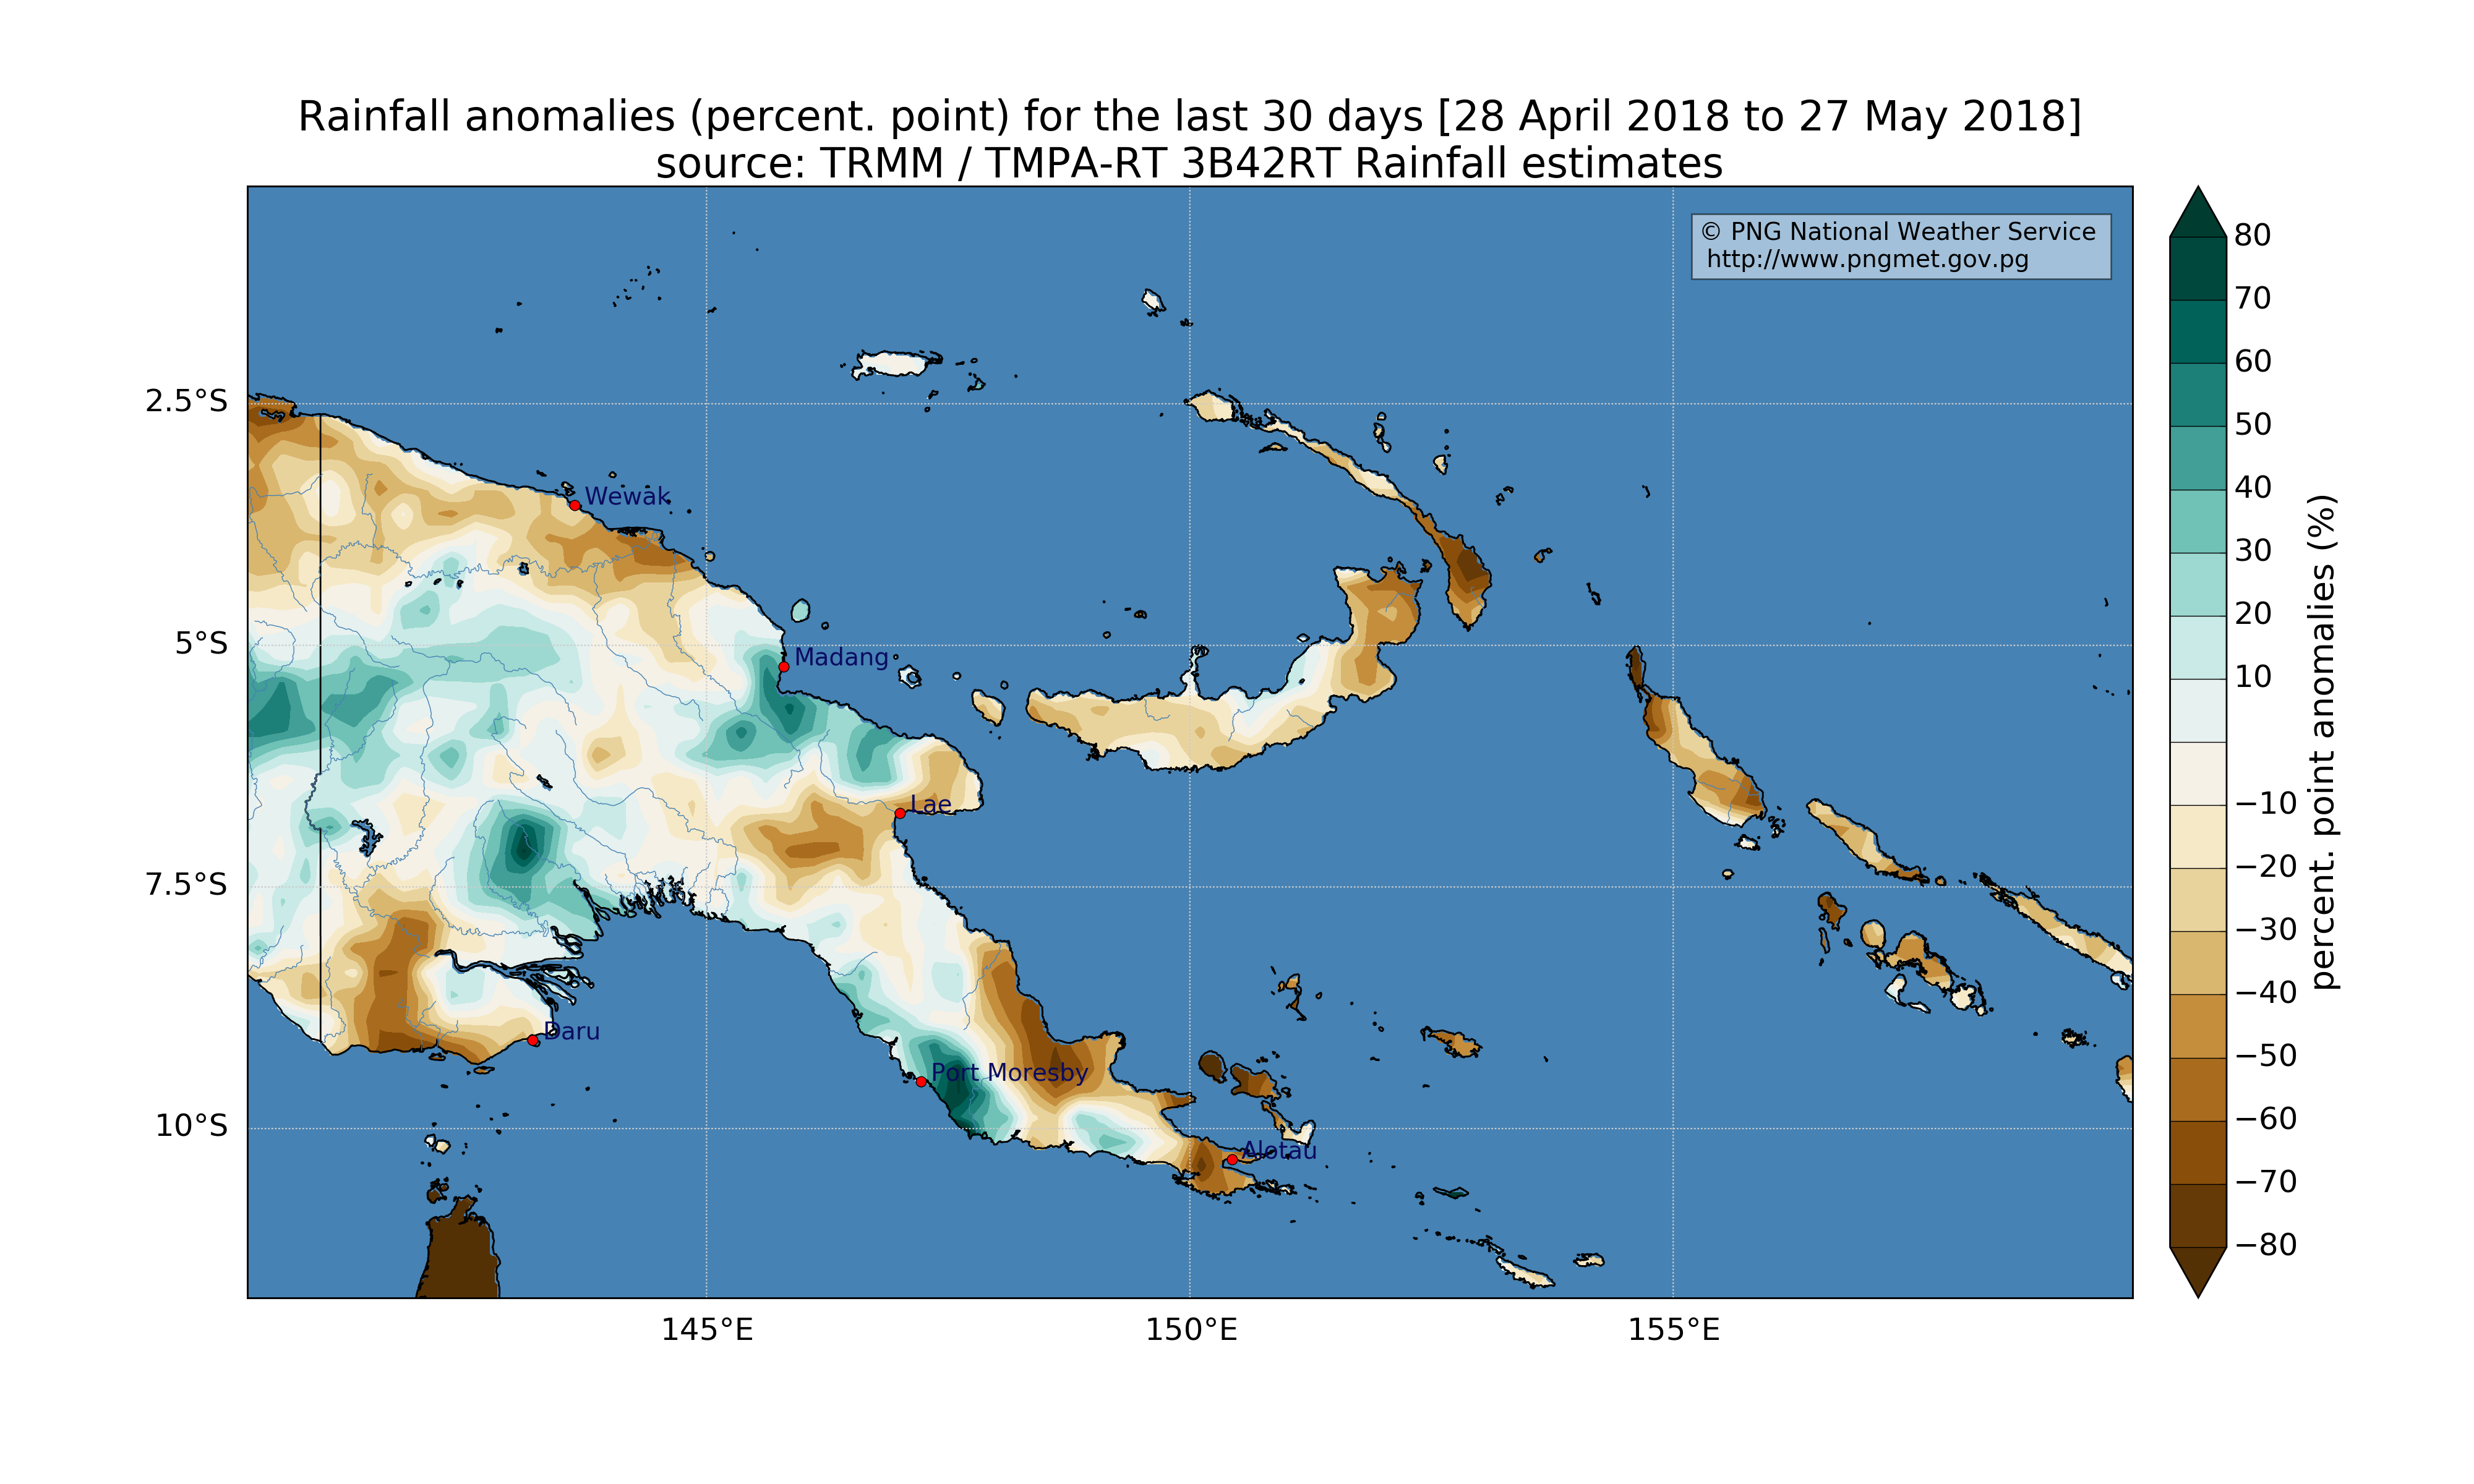 Rainfall anomalies (percent. point) for the last 30 days [28 April 2018 to 27 May 2018]
source: TRMM / TMPA-RT 3B42RT Rainfall estimates
© PNG National Weather Service
http://www.pngmet.gov.pg
2.5°S
5°S
7.5°S
10°S
Wewak
Madang
Lae
Daru
Port Moresby
Alotau
145°E
150°E
155°E
80
70
60
50
40
30
20
10
−10
−20
−30
−40
−50
−60
−70
−80
percent. point anomalies (%)